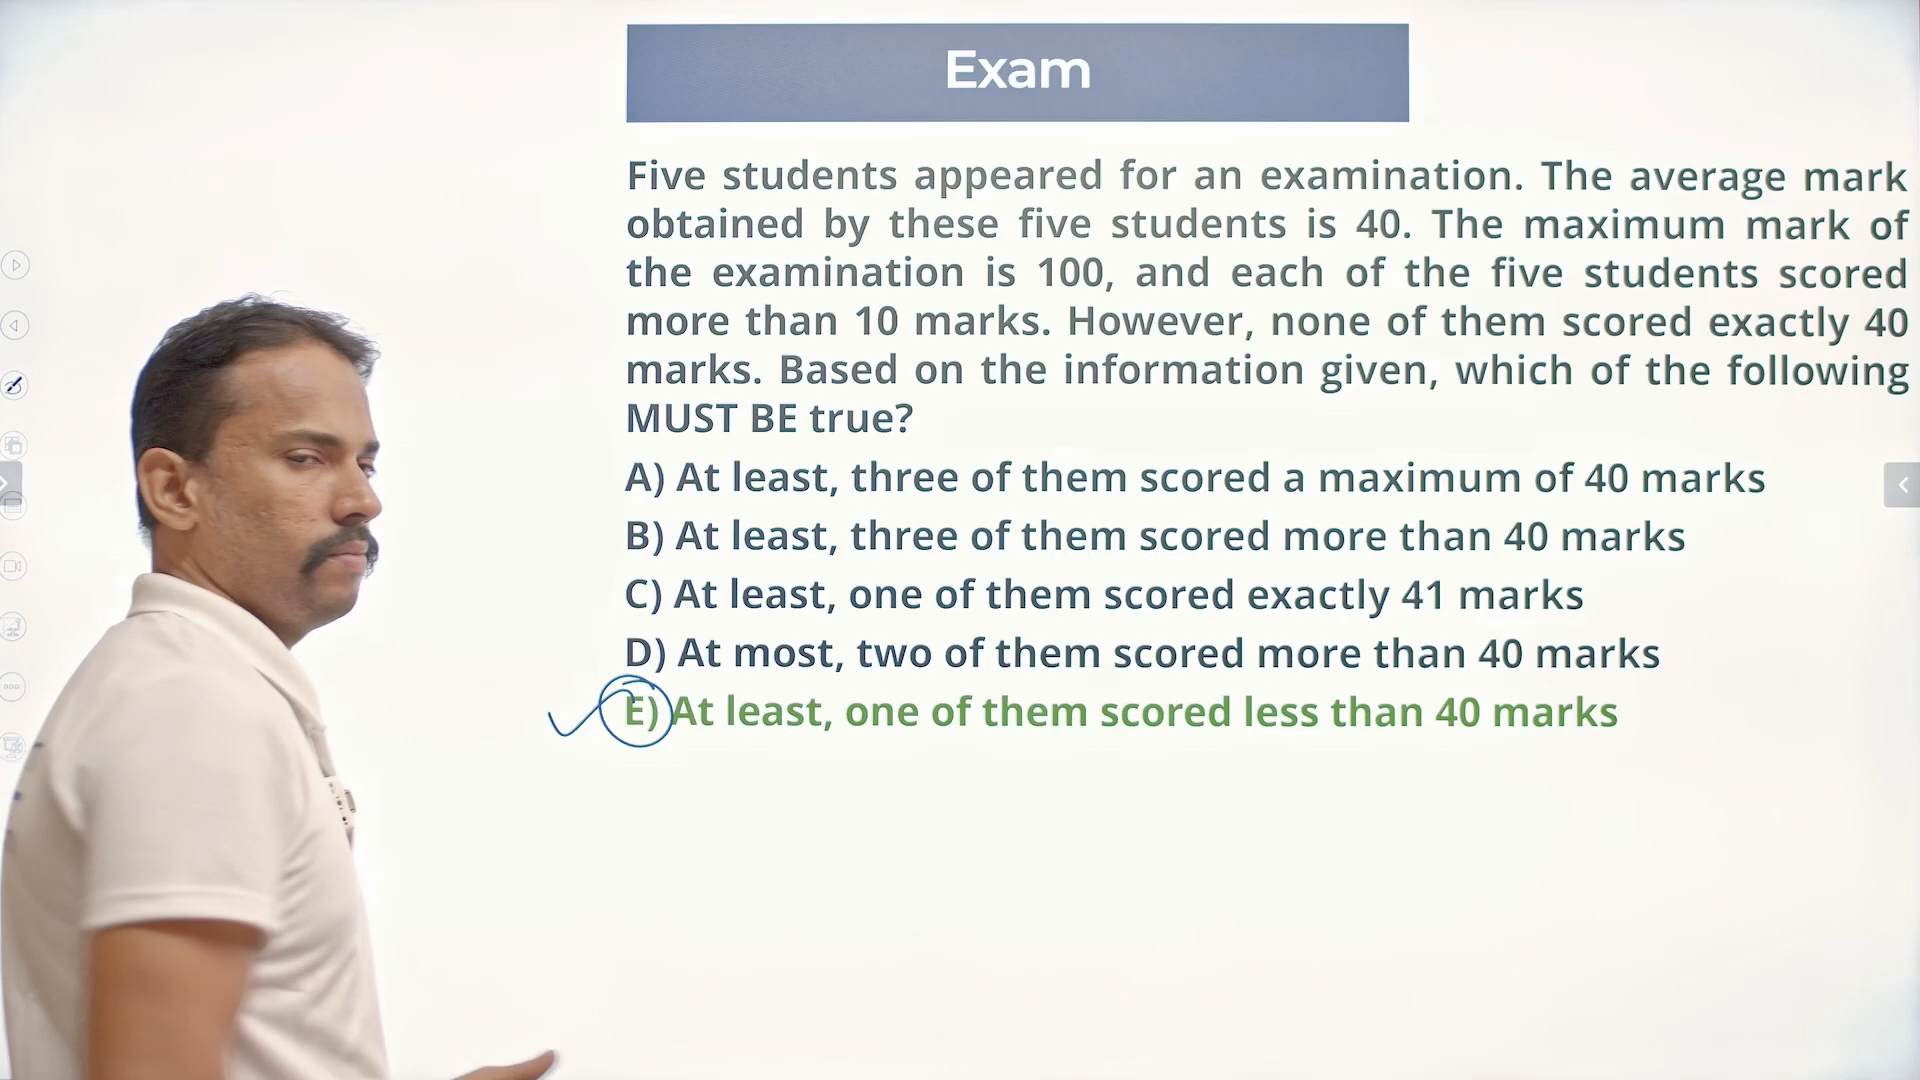 Exam
Five students appeared for an examination. The average mark
obtained by these five students is 40. The maximum mark of
the examination is 100, and each of the five students scored
more than 10 marks. However, none of them scored exactly 40
marks. Based on the information given, which of the following
MUST BE true?
A) At least, three of them scored a maximum of 40 marks
B) At least, three of them scored more than 40 marks
C) At least, one of them scored exactly 41 marks
D) At most, two of them scored more than 40 marks
E) At least, one of them scored less than 40 marks